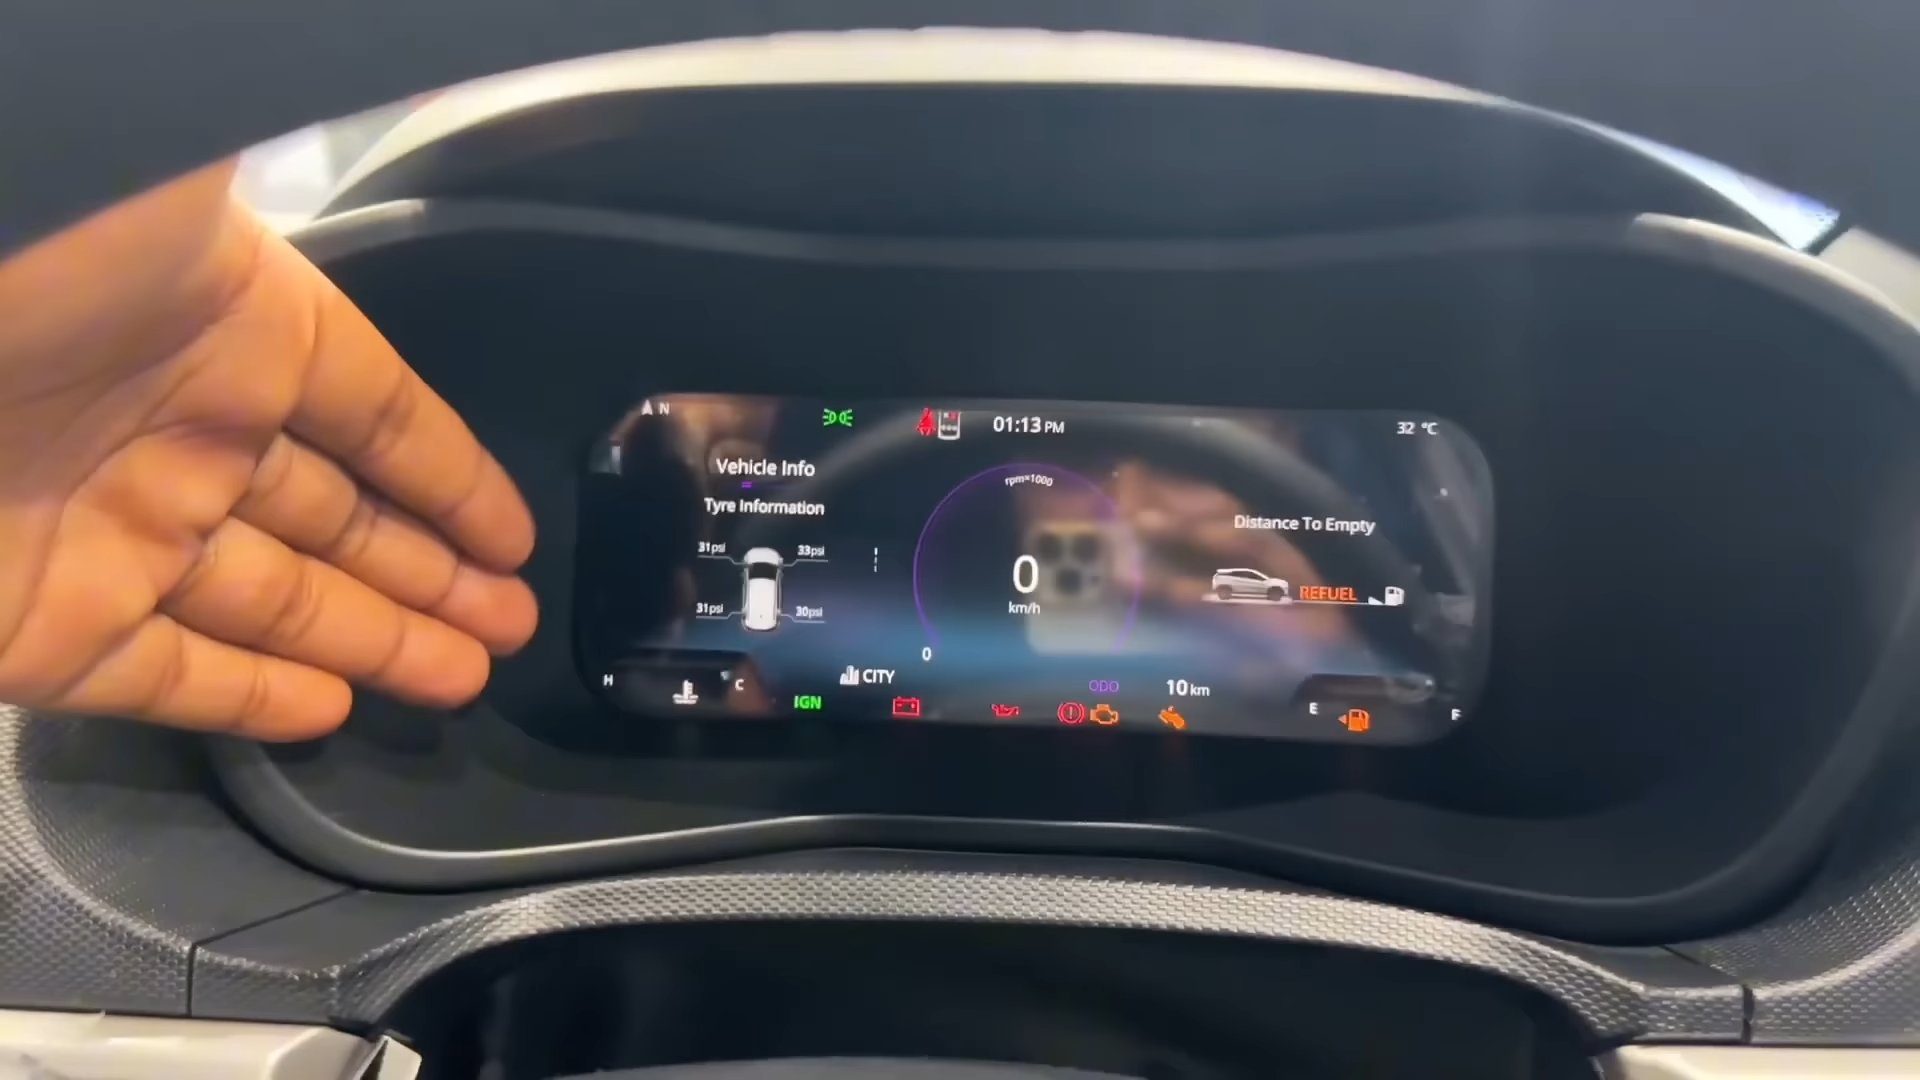 N
01:13 PM
32 °C
Vehicle Info
Tyre Information
31psi
33psi
31psi
30psi
rpm*1000
0
km/h
0
Distance To Empty
REFUEL
H
C
CITY
IGN
ODO
10 km
E
F